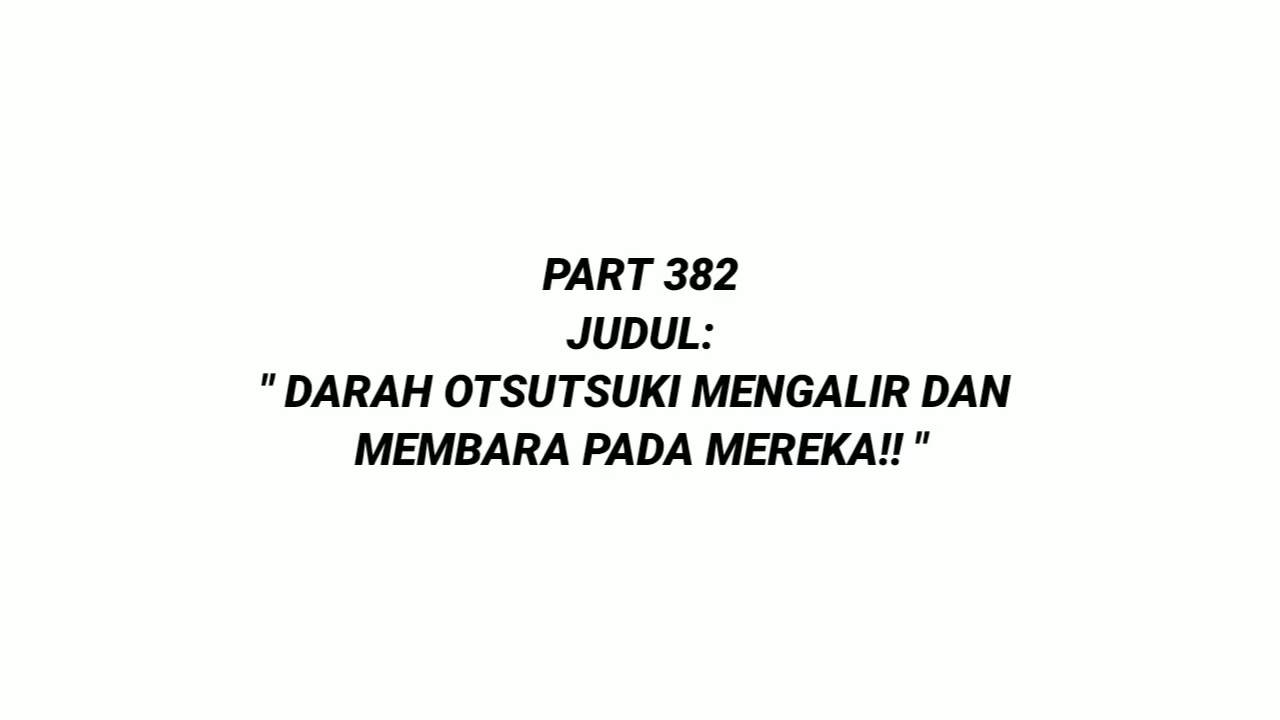 PART 382
JUDUL:
" DARAH OTSUTSUKI MENGALIR DAN
MEMBARA PADA MEREKA!! "